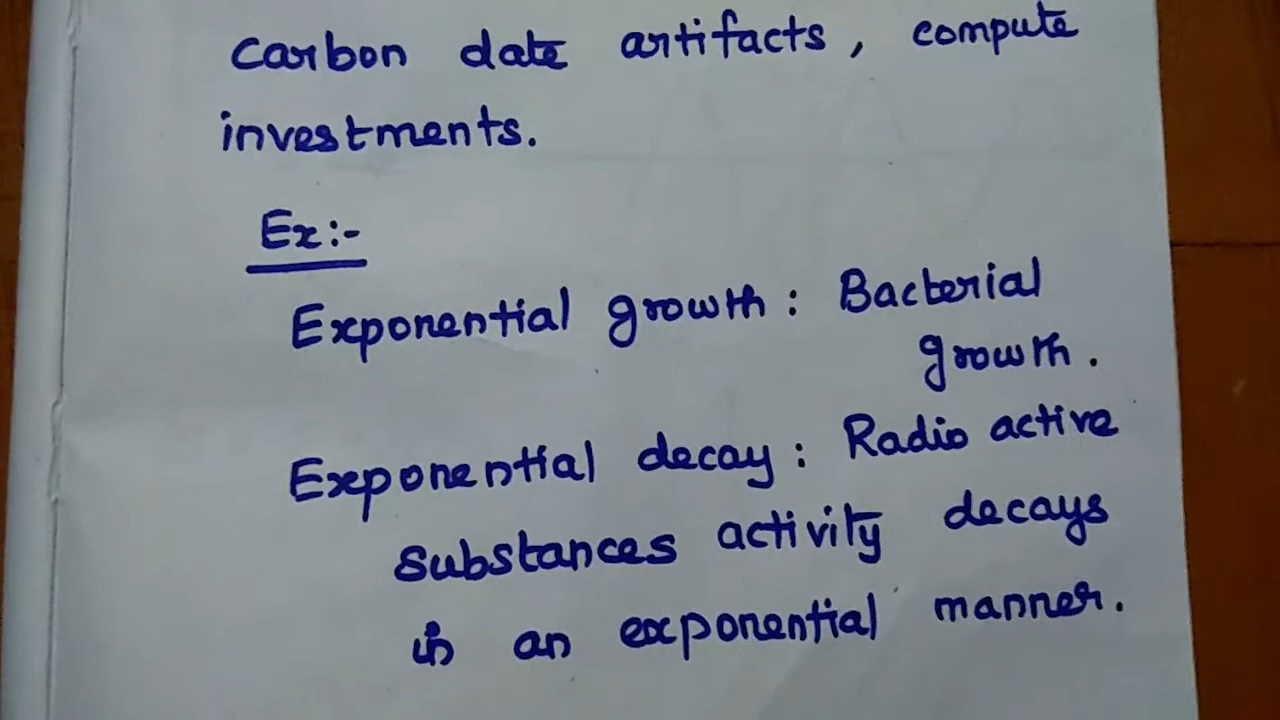 carbon date artifacts, compute
investments.
Ex:-
Exponential growth: Bacterial
growth.
Exponential decay: Radio active
substances activity decays
in an exponential manner.